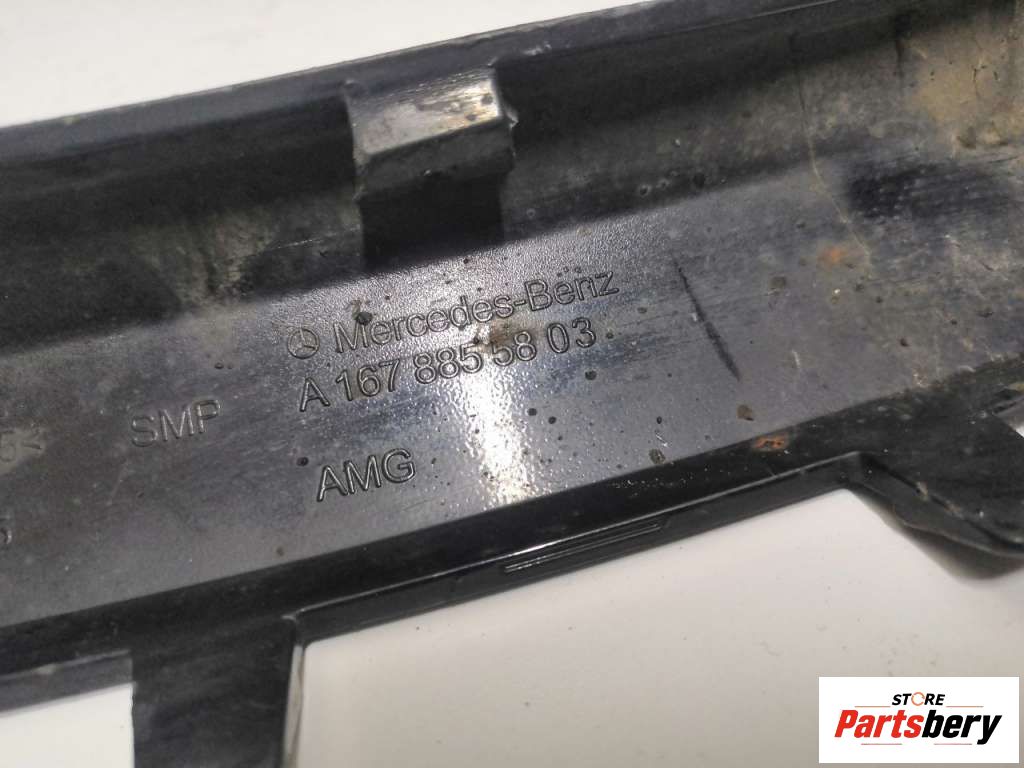 Mercedes-Benz
A 167 885 58 03
SMP
AMG
STORE
Partsbery